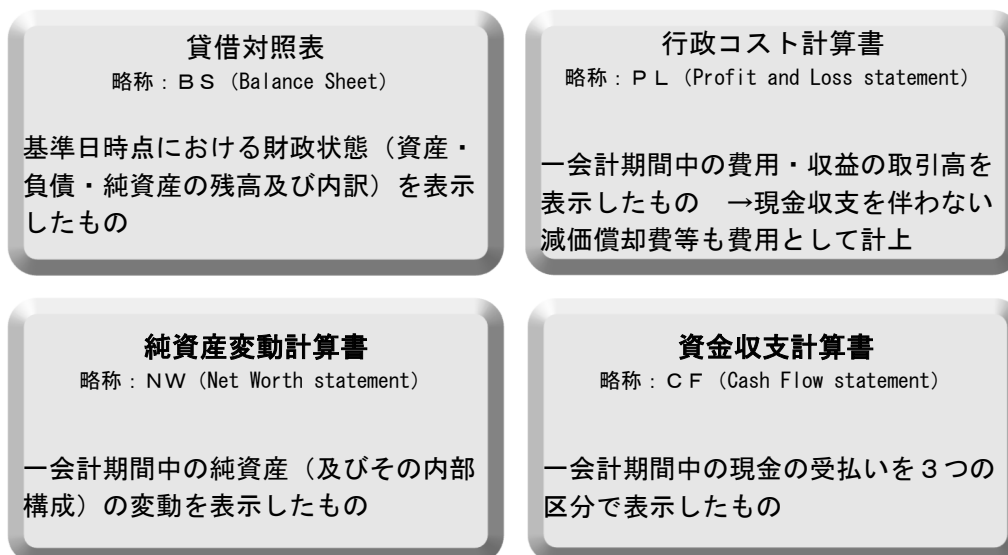 貸借対照表
略称：ＢＳ（Balance Sheet）
基準日時点における財政状態（資産・
負債・純資産の残高及び内訳）を表示
したもの
行政コスト計算書
略称：ＰＬ（Profit and Loss statement）
一会計期間中の費用・収益の取引高を
表示したもの　→現金収支を伴わない
減価償却費等も費用として計上
純資産変動計算書
略称：ＮＷ（Net Worth statement）
一会計期間中の純資産（及びその内部
構成）の変動を表示したもの
資金収支計算書
略称：ＣＦ（Cash Flow statement）
一会計期間中の現金の受払いを３つの
区分で表示したもの